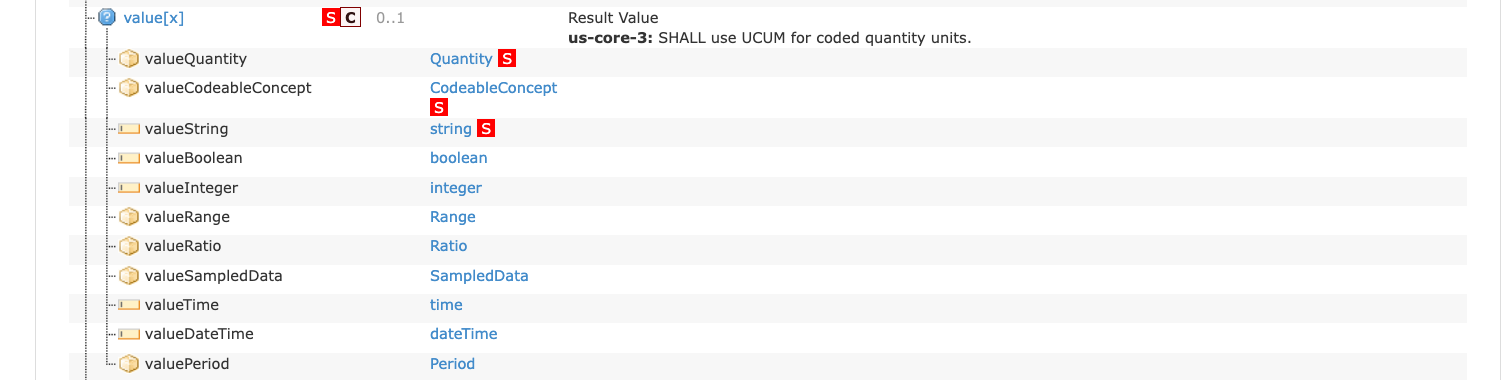 value[x] S C 0..1 Result Value
us-core-3: SHALL use UCUM for coded quantity units.
valueQuantity Quantity S
valueCodeableConcept CodeableConcept
S
valueString string S
valueBoolean boolean
valueInteger integer
valueRange Range
valueRatio Ratio
valueSampledData SampledData
valueTime time
valueDateTime dateTime
valuePeriod Period